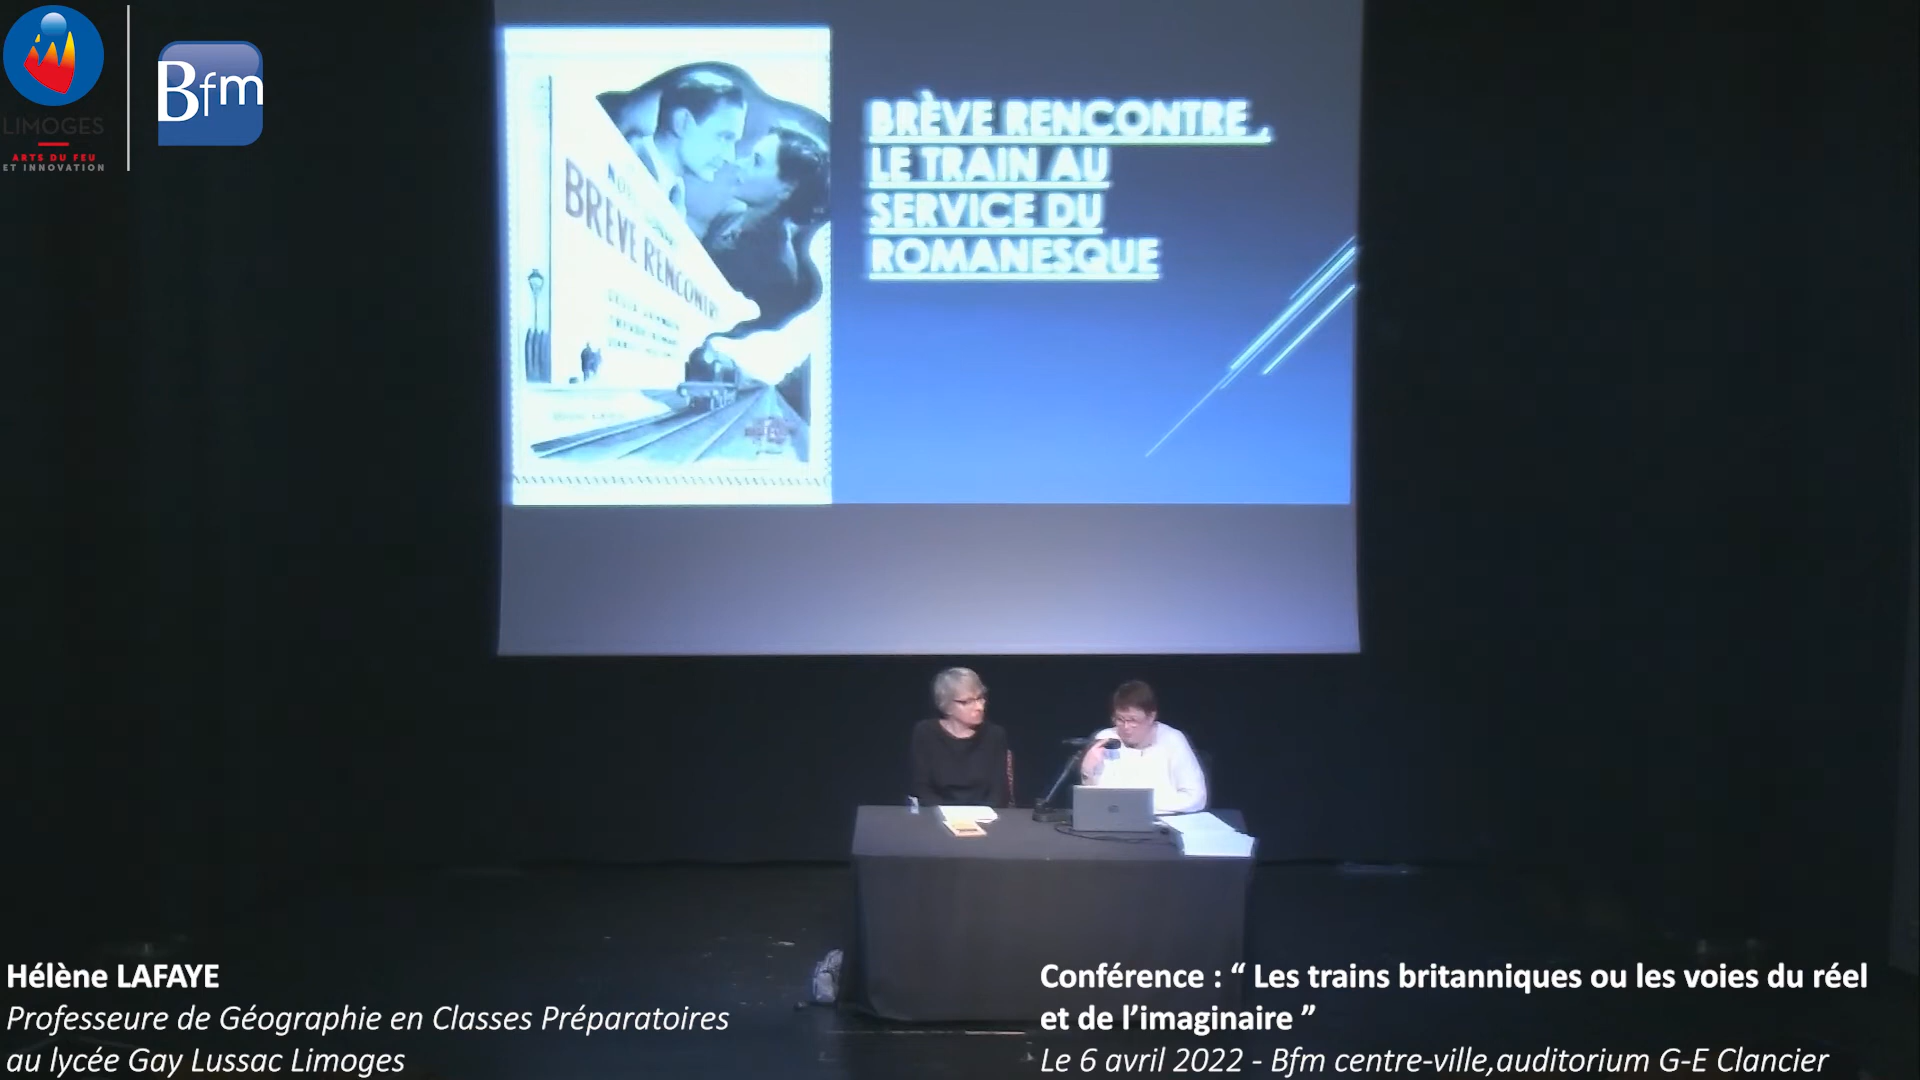 LIMOGES
ARTS DU FEU
ET INNOVATION
Bfm
BRÈVE RENCONTRE
BRÈVE RENCONTRE ,
LE TRAIN AU
SERVICE DU
ROMANESQUE
Hélène LAFAYE
Professeure de Géographie en Classes Préparatoires
au lycée Gay Lussac Limoges
Conférence : “ Les trains britanniques ou les voies du réel
et de l’imaginaire ”
Le 6 avril 2022 - Bfm centre-ville,auditorium G-E Clancier